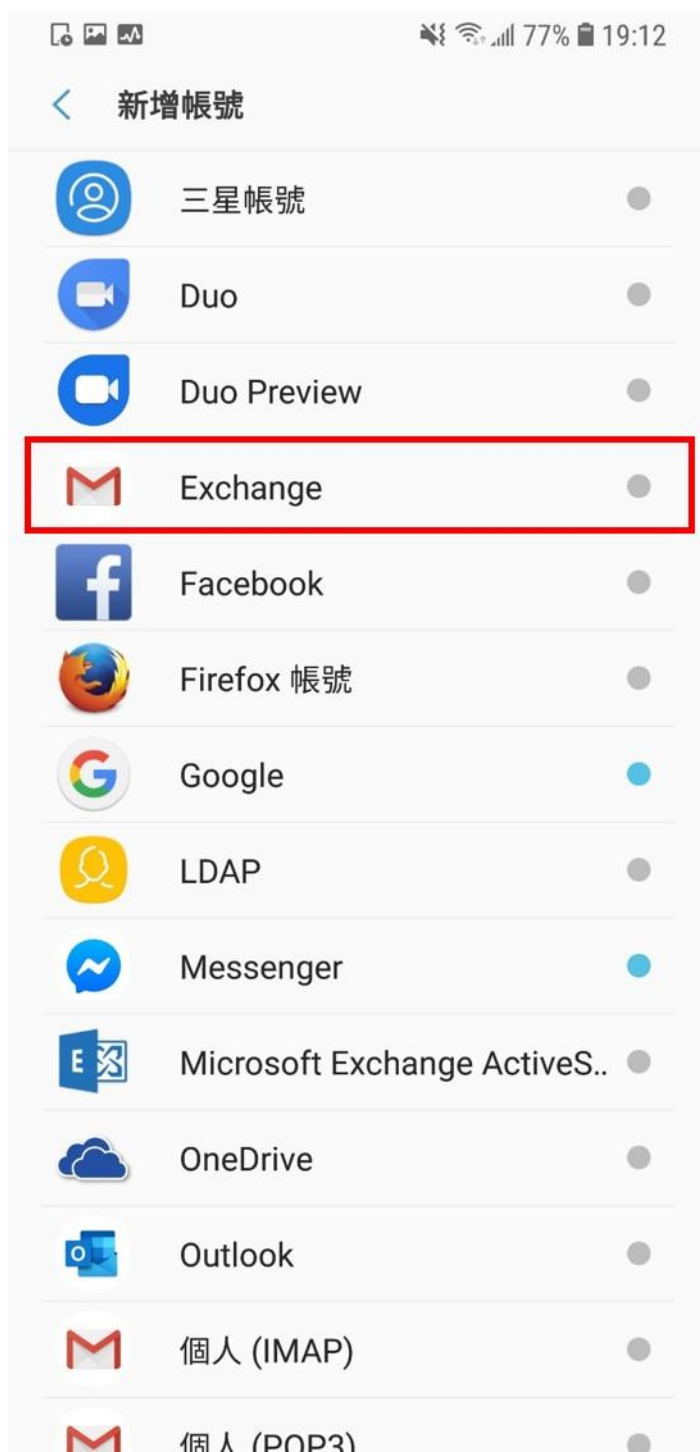 77% 19:12
新增帳號
三星帳號
Duo
Duo Preview
Exchange
Facebook
Firefox 帳號
Google
LDAP
Messenger
Microsoft Exchange ActiveS..
OneDrive
Outlook
個人 (IMAP)
個人 (POP3)